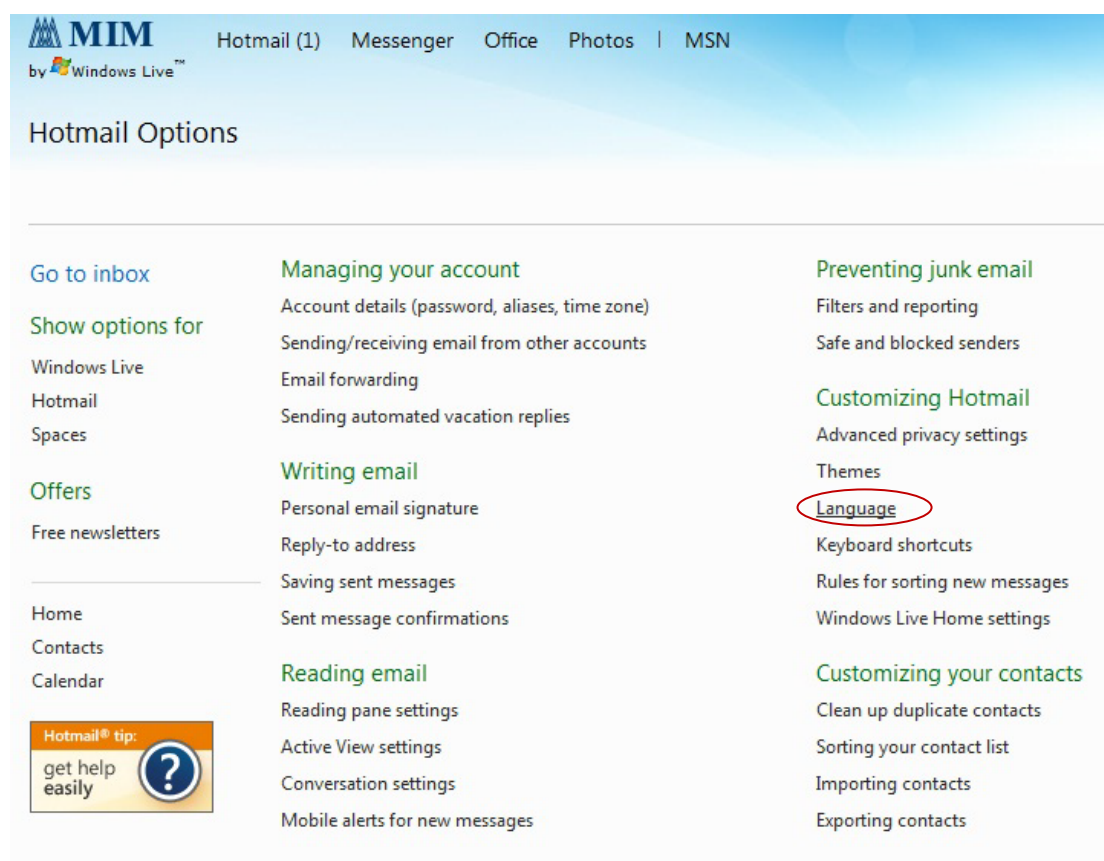 MIM
by Windows Live™
Hotmail (1) Messenger Office Photos | MSN
Hotmail Options
Go to inbox
Show options for
Windows Live
Hotmail
Spaces
Offers
Free newsletters
Home
Contacts
Calendar
Hotmail® tip:
get help
easily
?
Managing your account
Account details (password, aliases, time zone)
Sending/receiving email from other accounts
Email forwarding
Sending automated vacation replies
Writing email
Personal email signature
Reply-to address
Saving sent messages
Sent message confirmations
Reading email
Reading pane settings
Active View settings
Conversation settings
Mobile alerts for new messages
Preventing junk email
Filters and reporting
Safe and blocked senders
Customizing Hotmail
Advanced privacy settings
Themes
Language
Keyboard shortcuts
Rules for sorting new messages
Windows Live Home settings
Customizing your contacts
Clean up duplicate contacts
Sorting your contact list
Importing contacts
Exporting contacts